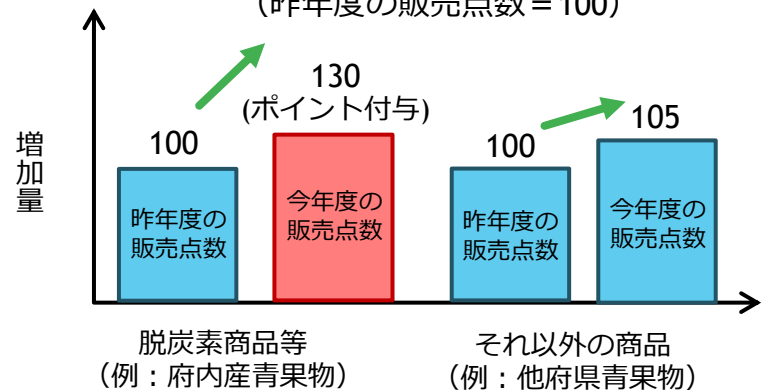 （昨年度の販売点数＝100）
130
(ポイント付与)
100
100
105
増加量
昨年度の
販売点数
今年度の
販売点数
昨年度の
販売点数
今年度の
販売点数
脱炭素商品等
（例：府内産青果物）
それ以外の商品
（例：他府県青果物）